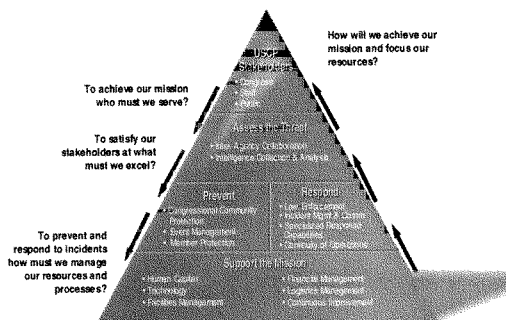 How will we achieve our
mission and focus our
resources?
USCP
Stakeholders
To achieve our mission
who must we serve?
Assess the Threat
• Inter-Agency Collaboration
• Intelligence Collection & Analysis
To satisfy our
stakeholders at what
must we excel?
Prevent
• Congressional Community
Protection
• Event Management
• Member Protection
Respond
• Law Enforcement
• Incident Mgmt & Comm
• Specialized Response
Capabilities
• Continuity of Operations
To prevent and
respond to incidents
how must we manage
our resources and
processes?
Support the Mission
• Human Capital
• Technology
• Facilities Management
• Financial Management
• Logistics Management
• Continuous Improvement